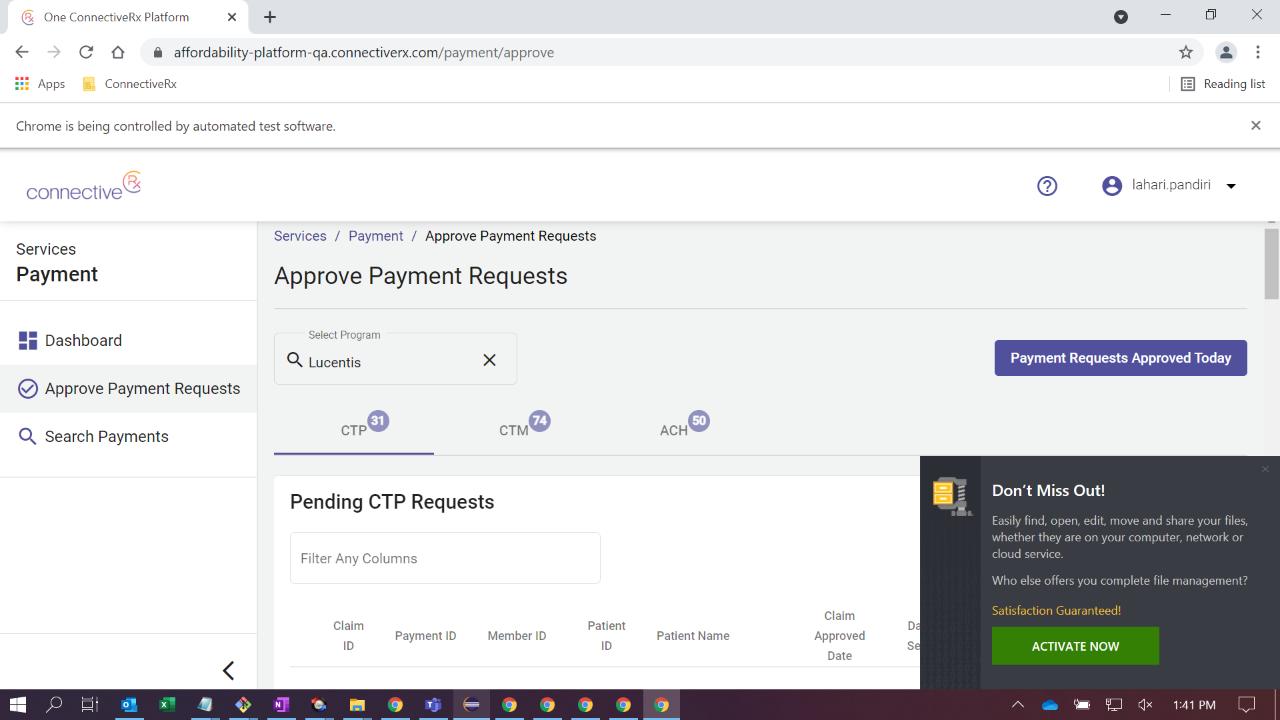 One ConnectiveRx Platform
affordability-platform-qa.connectiverx.com/payment/approve
Apps
ConnectiveRx
Reading list
Chrome is being controlled by automated test software.
connective Rx
lahari.pandiri
Services / Payment / Approve Payment Requests
Services
Payment
Approve Payment Requests
Dashboard
Approve Payment Requests
Search Payments
Select Program
Lucentis
Payment Requests Approved Today
CTP 31
CTM 74
ACH 50
Pending CTP Requests
Filter Any Columns
Claim
ID
Payment ID
Member ID
Patient
ID
Patient Name
Claim
Approved
Date
Don't Miss Out!
Easily find, open, edit, move and share your files,
whether they are on your computer, network or
cloud service.
Who else offers you complete file management?
Satisfaction Guaranteed!
ACTIVATE NOW
1:41 PM